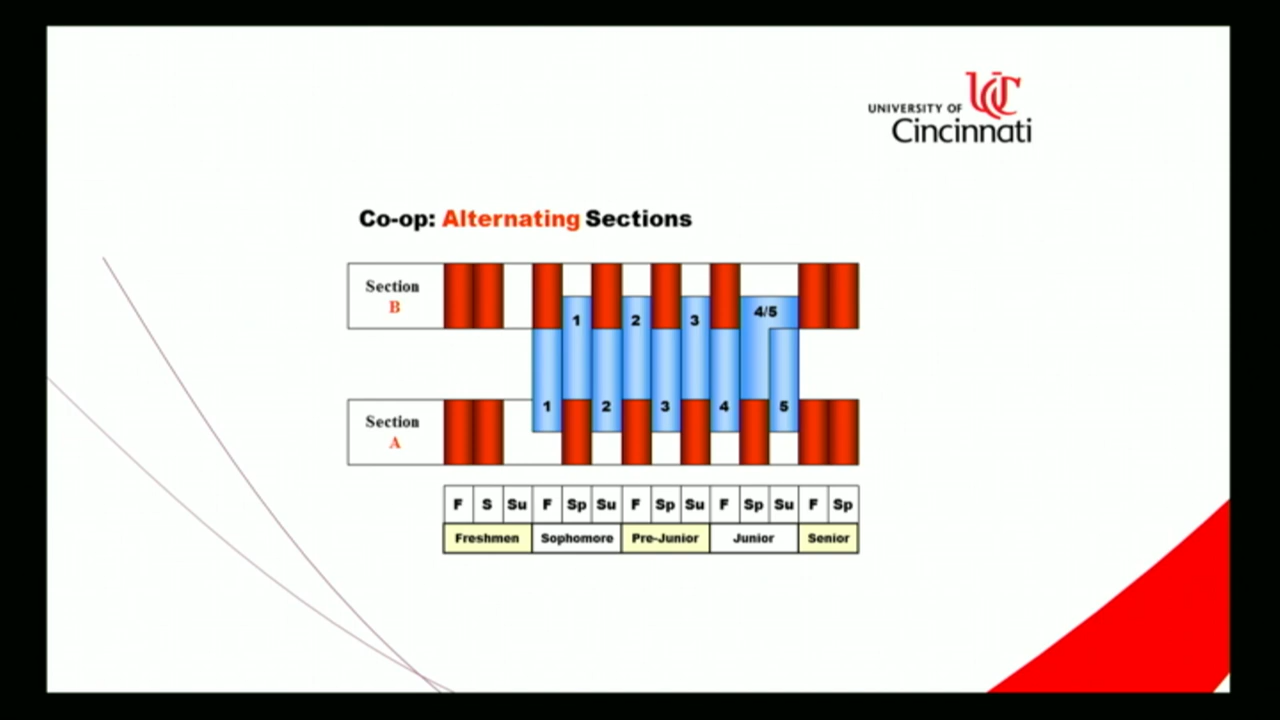 UNIVERSITY OF UC
Cincinnati
Co-op: Alternating Sections
Section
B
1 2 3 4/5
Section
A
1 2 3 4 5
F S Su F Sp Su F Sp Su F Sp Su F Sp
Freshmen Sophomore Pre-Junior Junior Senior